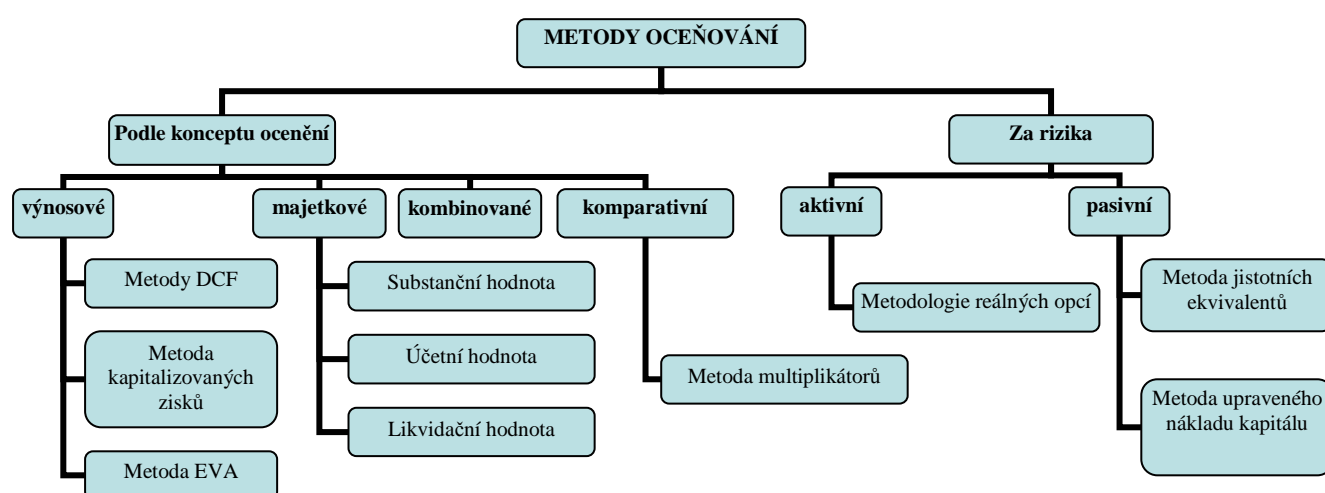 METODY OCEŇOVÁNÍ
Podle konceptu ocenění
Za rizika
výnosové
majetkové
kombinované
komparativní
aktivní
pasivní
Metody DCF
Metoda
kapitalizovaných
zisků
Metoda EVA
Substanční hodnota
Účetní hodnota
Likvidační hodnota
Metoda multiplikátorů
Metodologie reálných opcí
Metoda jistotních
ekvivalentů
Metoda upraveného
nákladu kapitálu